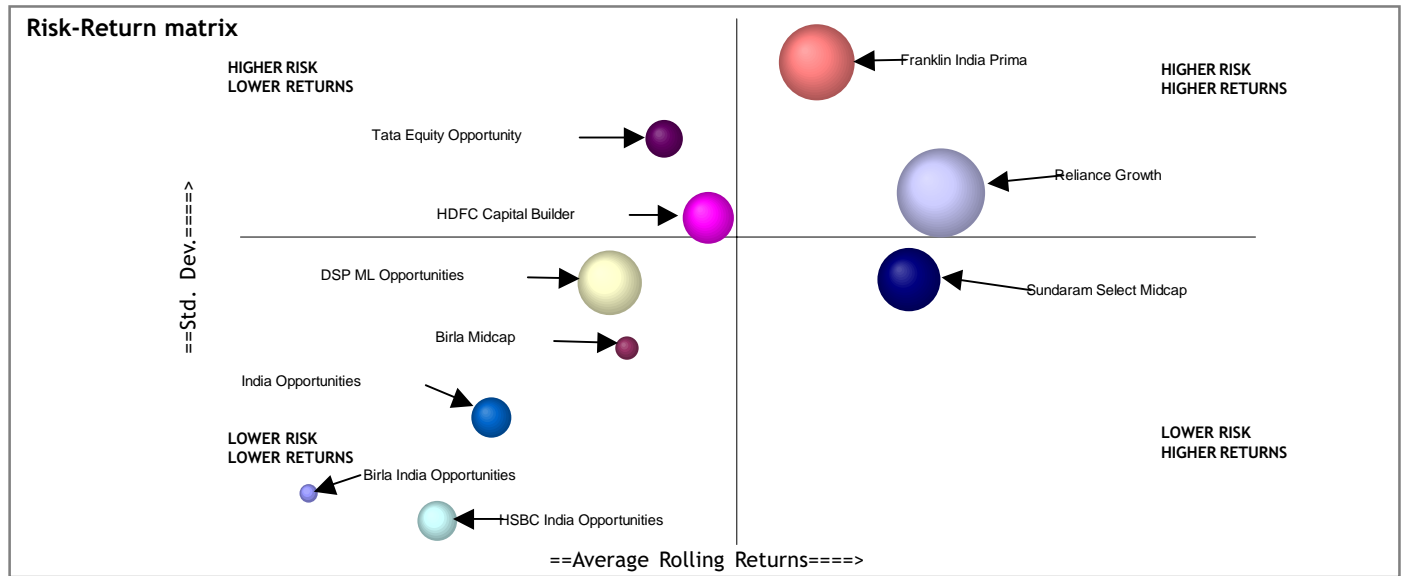 Risk-Return matrix
HIGHER RISK
LOWER RETURNS
Franklin India Prima
HIGHER RISK
HIGHER RETURNS
Tata Equity Opportunity
Reliance Growth
HDFC Capital Builder
==Std. Dev.=====>
DSP ML Opportunities
Sundaram Select Midcap
Birla Midcap
India Opportunities
LOWER RISK
LOWER RETURNS
LOWER RISK
HIGHER RETURNS
Birla India Opportunities
HSBC India Opportunities
==Average Rolling Returns====>